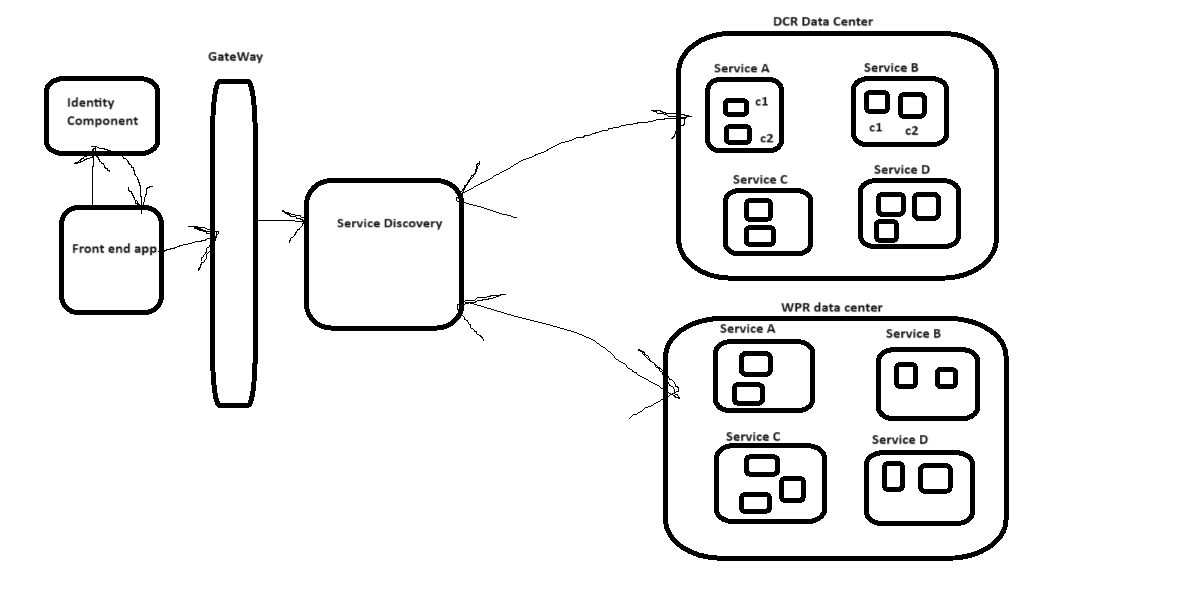 DCR Data Center
GateWay
Service A
Service B
Identity
Component
c1
c2
c1
c2
Service C
Service D
Service Discovery
Front end app
WPR data center
Service A
Service B
Service C
Service D